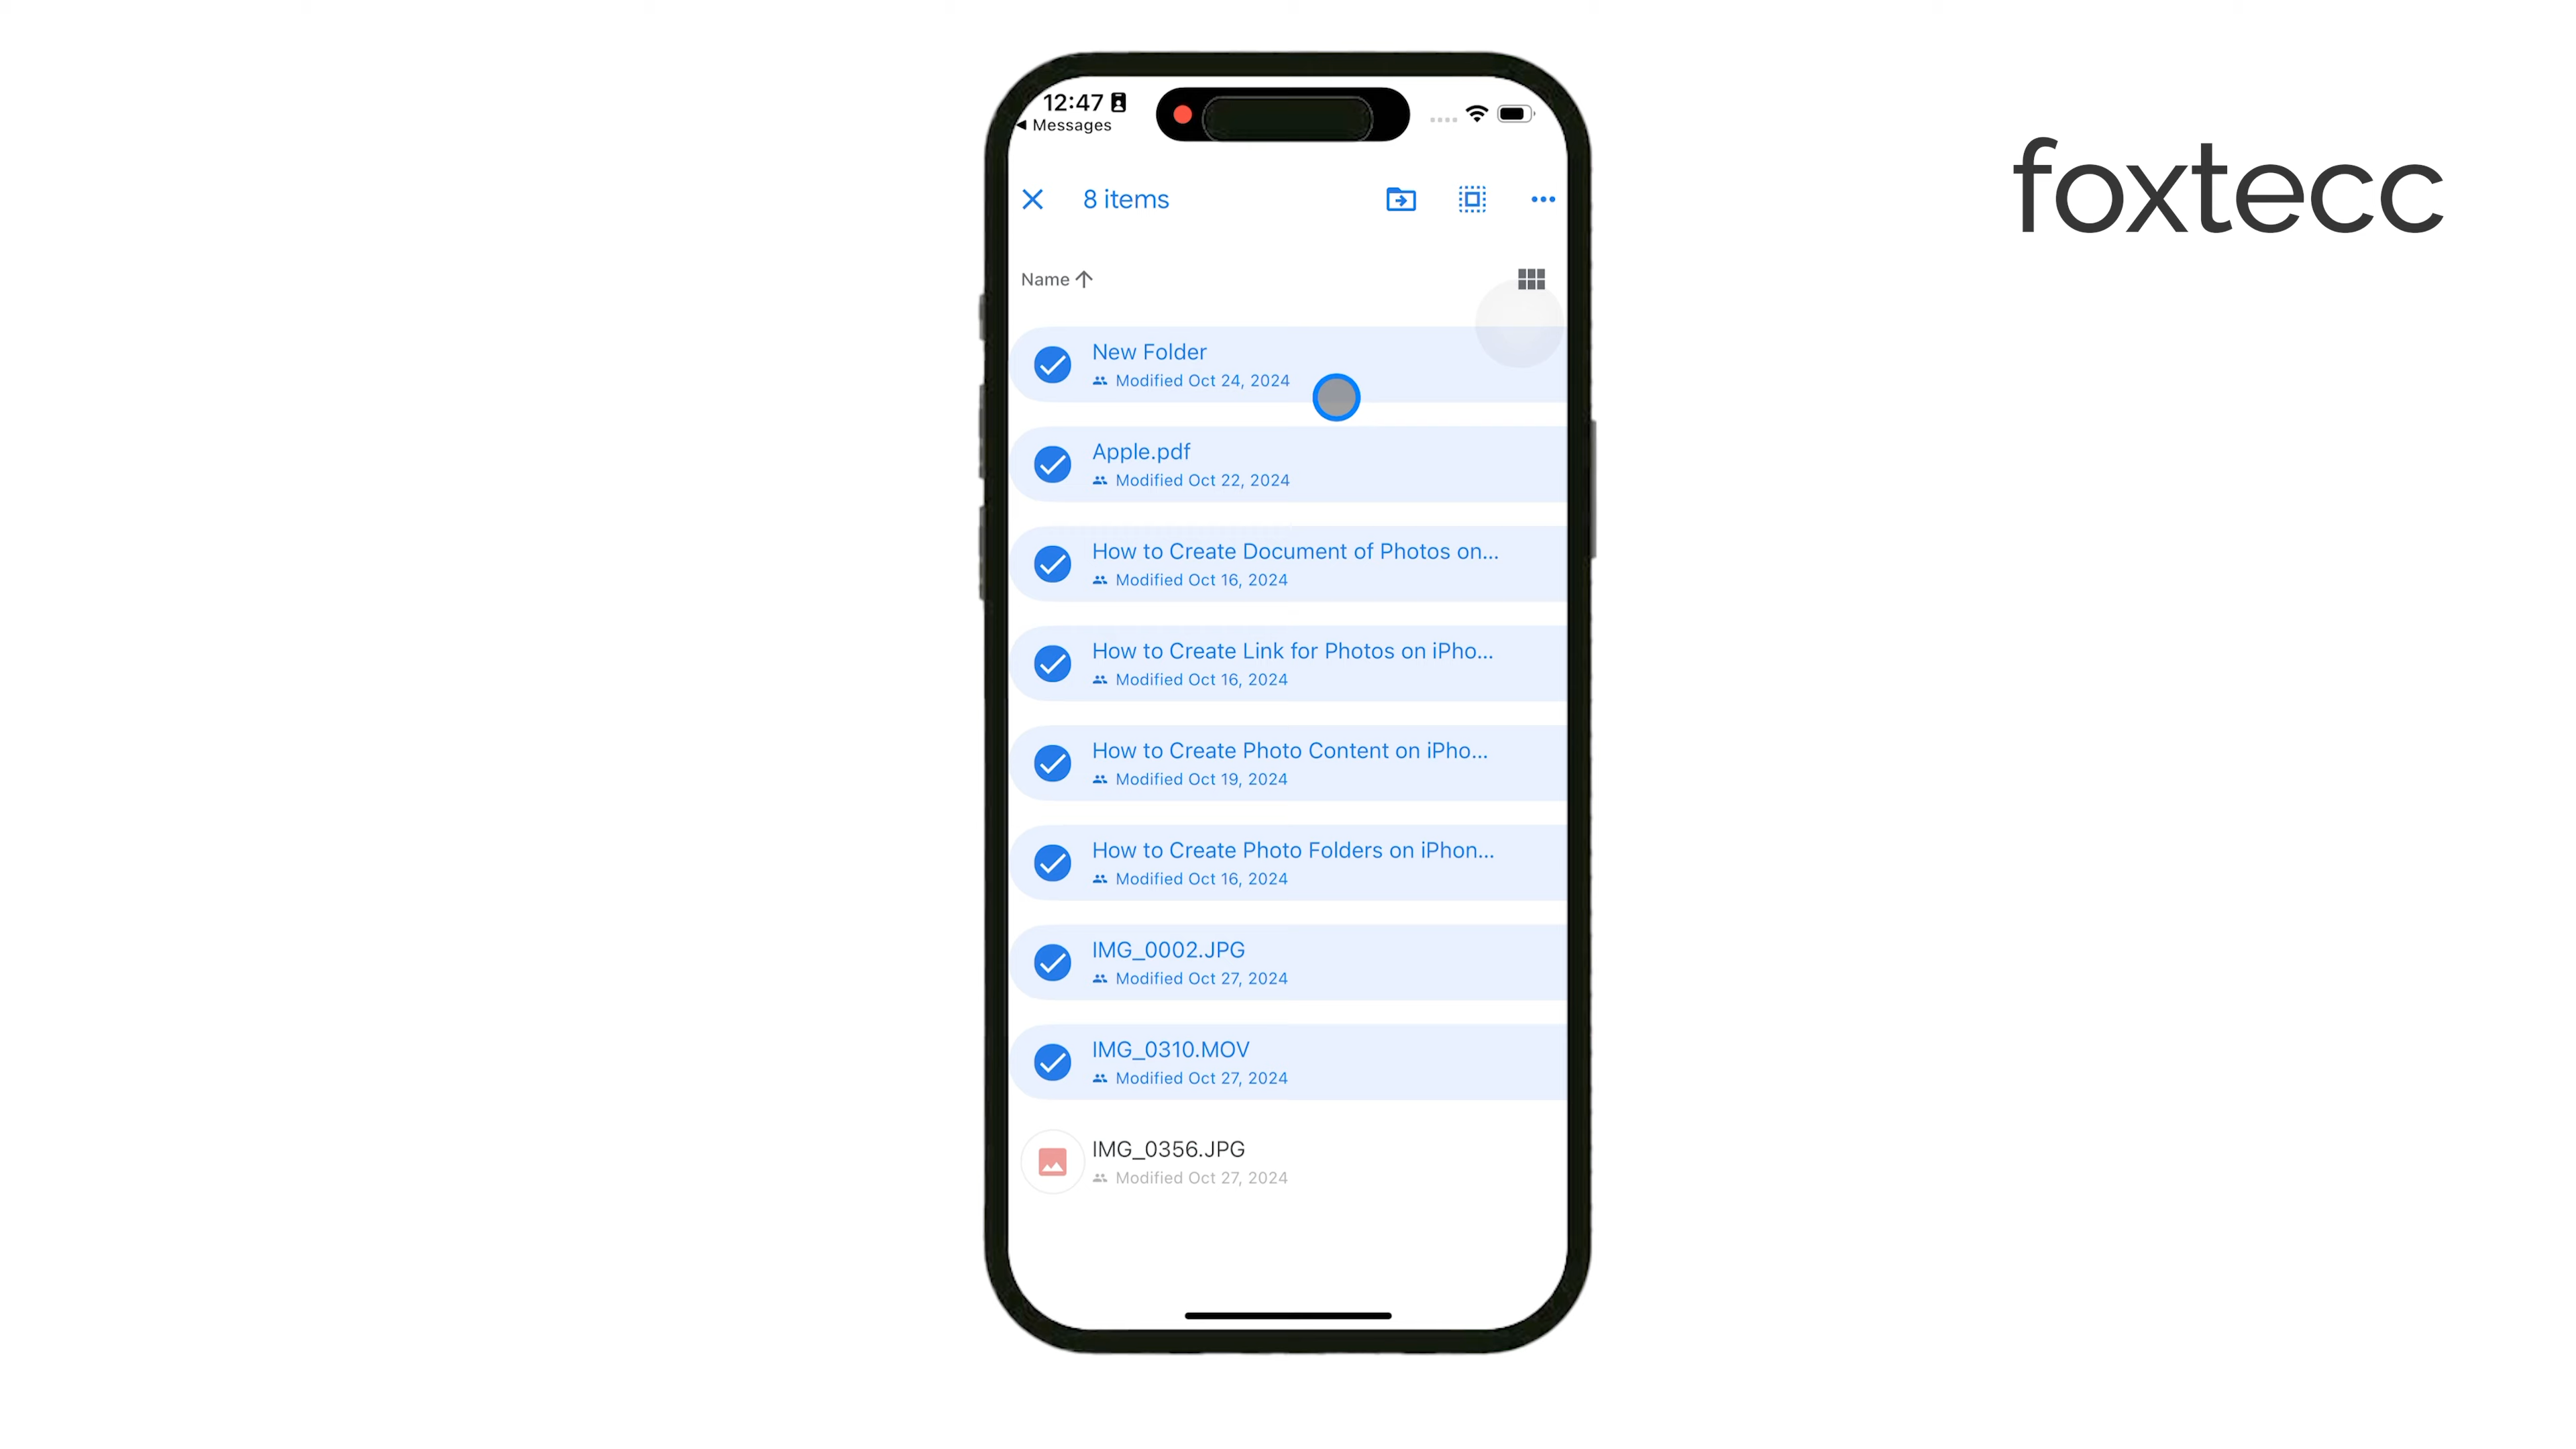 12:47
Messages
foxtecc
8 items
Name
New Folder
Modified Oct 24, 2024
Apple.pdf
Modified Oct 22, 2024
How to Create Document of Photos on...
Modified Oct 16, 2024
How to Create Link for Photos on iPho...
Modified Oct 16, 2024
How to Create Photo Content on iPho...
Modified Oct 19, 2024
How to Create Photo Folders on iPhon...
Modified Oct 16, 2024
IMG_0002.JPG
Modified Oct 27, 2024
IMG_0310.MOV
Modified Oct 27, 2024
IMG_0356.JPG
Modified Oct 27, 2024